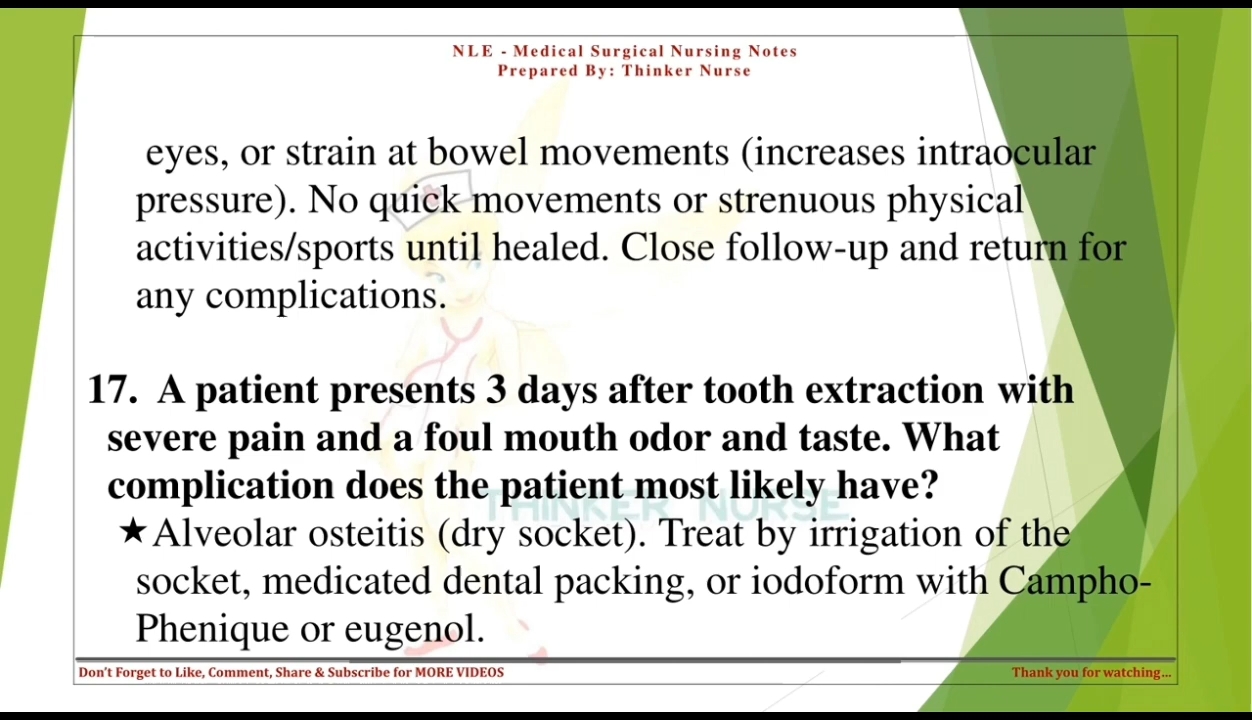 NLE - Medical Surgical Nursing Notes
Prepared By: Thinker Nurse
eyes, or strain at bowel movements (increases intraocular
pressure). No quick movements or strenuous physical
activities/sports until healed. Close follow-up and return for
any complications.
17. A patient presents 3 days after tooth extraction with
severe pain and a foul mouth odor and taste. What
complication does the patient most likely have?
THINKER NURSE
★Alveolar osteitis (dry socket). Treat by irrigation of the
socket, medicated dental packing, or iodoform with Campho-
Phenique or eugenol.
Don't Forget to Like, Comment, Share & Subscribe for MORE VIDEOS
Thank you for watching...